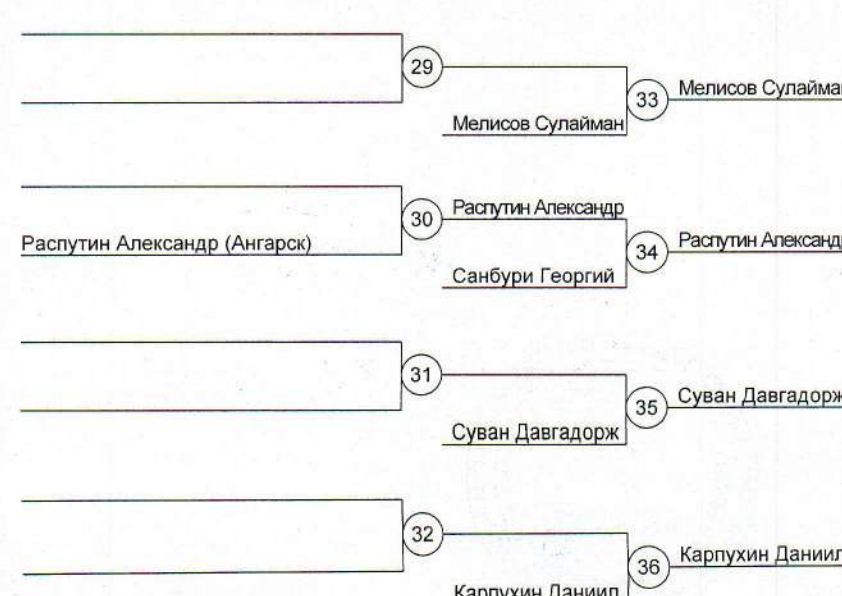 29
Мелисов Сулайман
33
Мелисов Сулайман
Распутин Александр (Ангарск)
30
Распутин Александр
Санбури Георгий
34
Распутин Александр
31
Суван Давгадорж
35
Суван Давгадорж
32
Карпухин Даниил
36
Карпухин Даниил